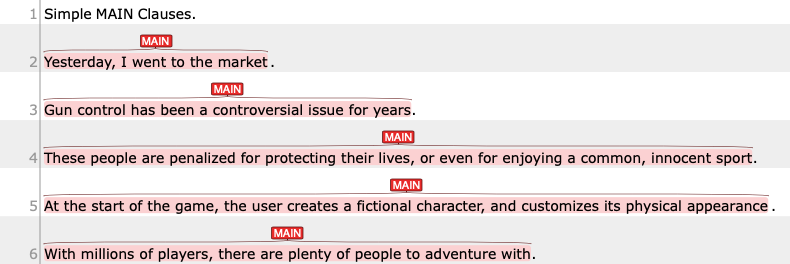 1 Simple MAIN Clauses.
MAIN
2 Yesterday, I went to the market.
MAIN
3 Gun control has been a controversial issue for years.
MAIN
4 These people are penalized for protecting their lives, or even for enjoying a common, innocent sport.
MAIN
5 At the start of the game, the user creates a fictional character, and customizes its physical appearance.
MAIN
6 With millions of players, there are plenty of people to adventure with.